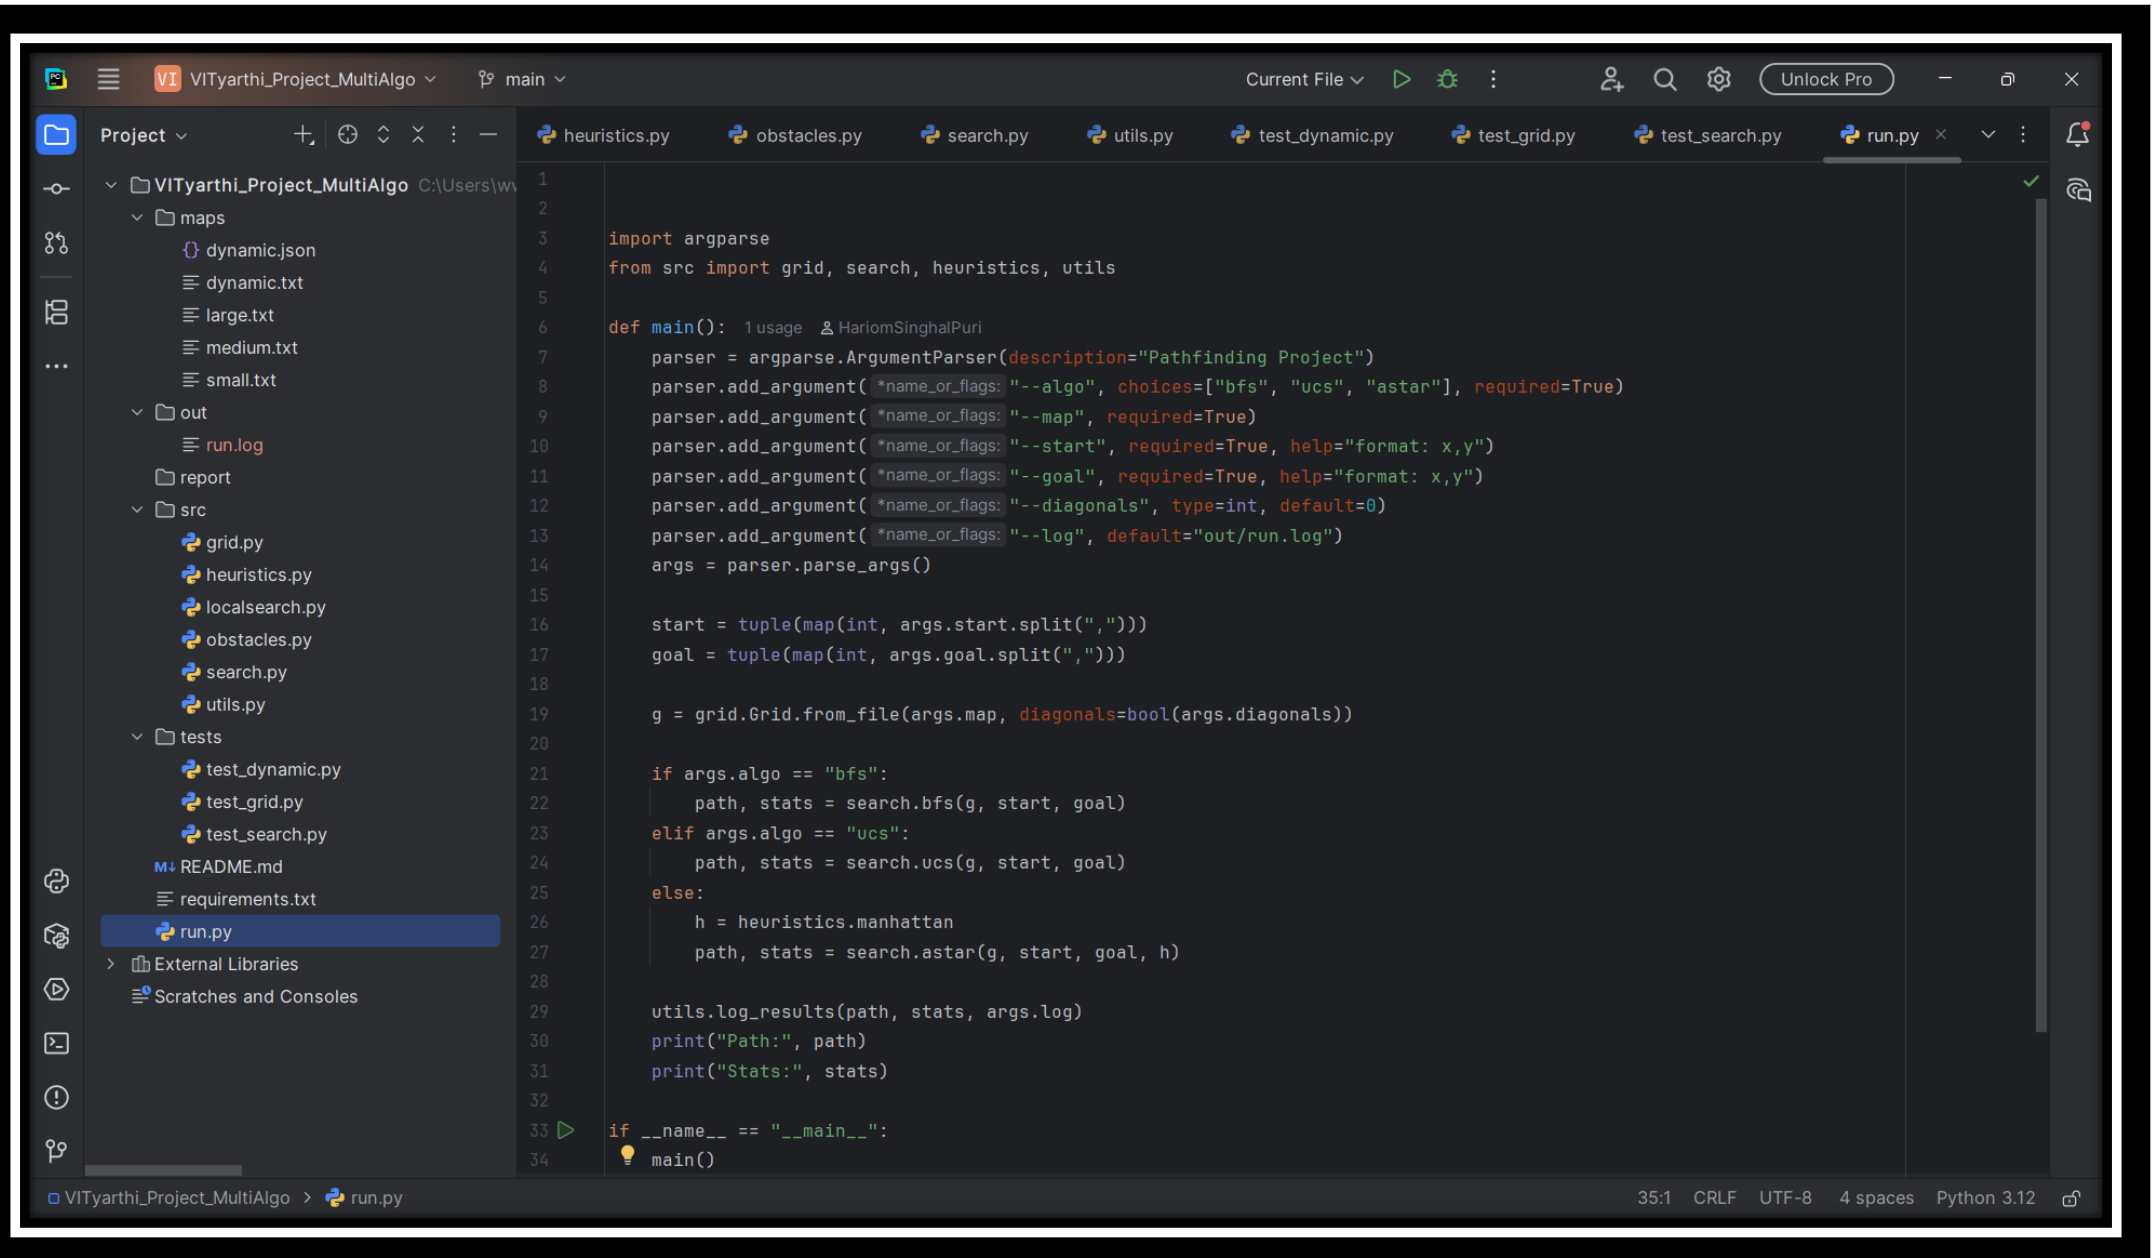 PC VI VITyarthi_Project_MultiAlgo main Current File Unlock Pro
Project
heuristics.py obstacles.py search.py utils.py test_dynamic.py test_grid.py test_search.py run.py
VITyarthi_Project_MultiAlgo C:\Users\
maps
{} dynamic.json
dynamic.txt
large.txt
medium.txt
small.txt
out
run.log
report
src
grid.py
heuristics.py
localsearch.py
obstacles.py
search.py
utils.py
tests
test_dynamic.py
test_grid.py
test_search.py
M↓ README.md
requirements.txt
run.py
External Libraries
Scratches and Consoles
1
2
3 import argparse
4 from src import grid, search, heuristics, utils
5
6 def main(): 1 usage HariomSinghalPuri
7 parser = argparse.ArgumentParser(description="Pathfinding Project")
8 parser.add_argument( *name_or_flags: "--algo", choices=["bfs", "ucs", "astar"], required=True)
9 parser.add_argument( *name_or_flags: "--map", required=True)
10 parser.add_argument( *name_or_flags: "--start", required=True, help="format: x,y")
11 parser.add_argument( *name_or_flags: "--goal", required=True, help="format: x,y")
12 parser.add_argument( *name_or_flags: "--diagonals", type=int, default=0)
13 parser.add_argument( *name_or_flags: "--log", default="out/run.log")
14 args = parser.parse_args()
15
16 start = tuple(map(int, args.start.split(",")))
17 goal = tuple(map(int, args.goal.split(",")))
18
19 g = grid.Grid.from_file(args.map, diagonals=bool(args.diagonals))
20
21 if args.algo == "bfs":
22 path, stats = search.bfs(g, start, goal)
23 elif args.algo == "ucs":
24 path, stats = search.ucs(g, start, goal)
25 else:
26 h = heuristics.manhattan
27 path, stats = search.astar(g, start, goal, h)
28
29 utils.log_results(path, stats, args.log)
30 print("Path:", path)
31 print("Stats:", stats)
32
33 if __name__ == "__main__":
34 main()
VITyarthi_Project_MultiAlgo > run.py 35:1 CRLF UTF-8 4 spaces Python 3.12